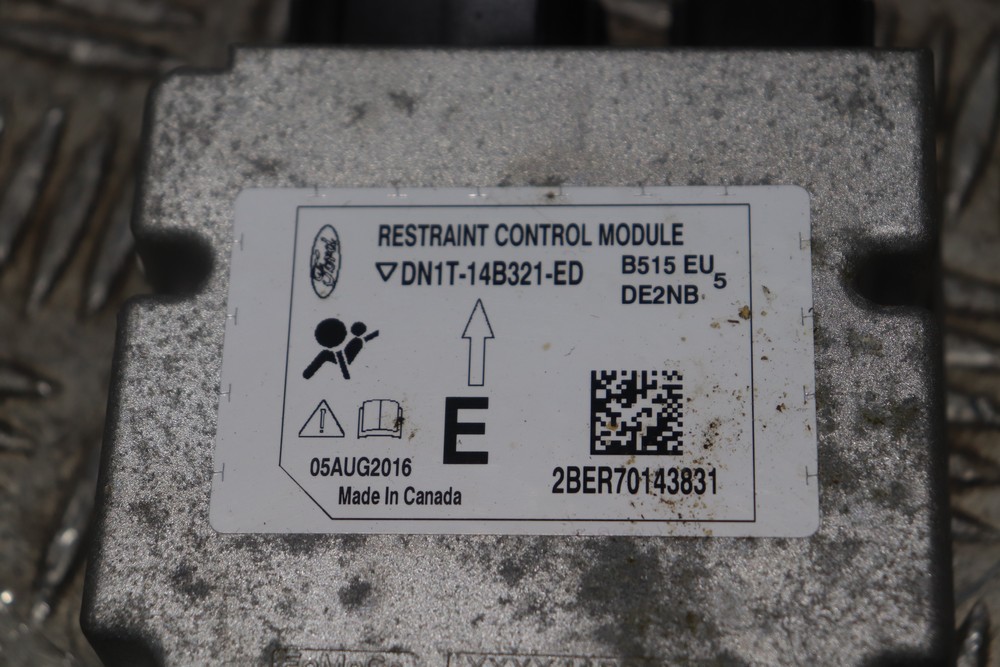 Ford
RESTRAINT CONTROL MODULE
DN1T-14B321-ED
B515 EU5
DE2NB
E
05AUG2016
Made In Canada
2BER70143831